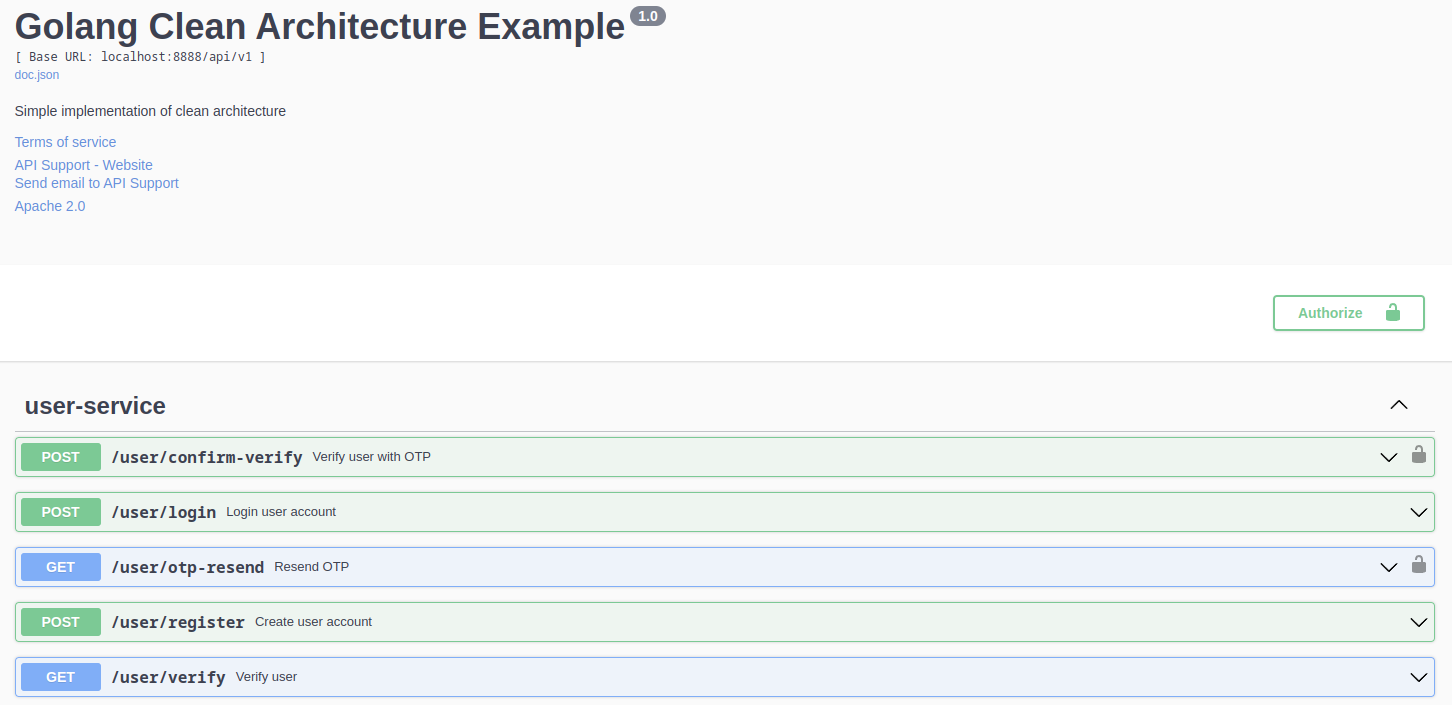 Golang Clean Architecture Example 1.0
[ Base URL: localhost:8888/api/v1 ]
doc.json
Simple implementation of clean architecture
Terms of service
API Support - Website
Send email to API Support
Apache 2.0
Authorize
user-service
POST /user/confirm-verify Verify user with OTP
POST /user/login Login user account
GET /user/otp-resend Resend OTP
POST /user/register Create user account
GET /user/verify Verify user